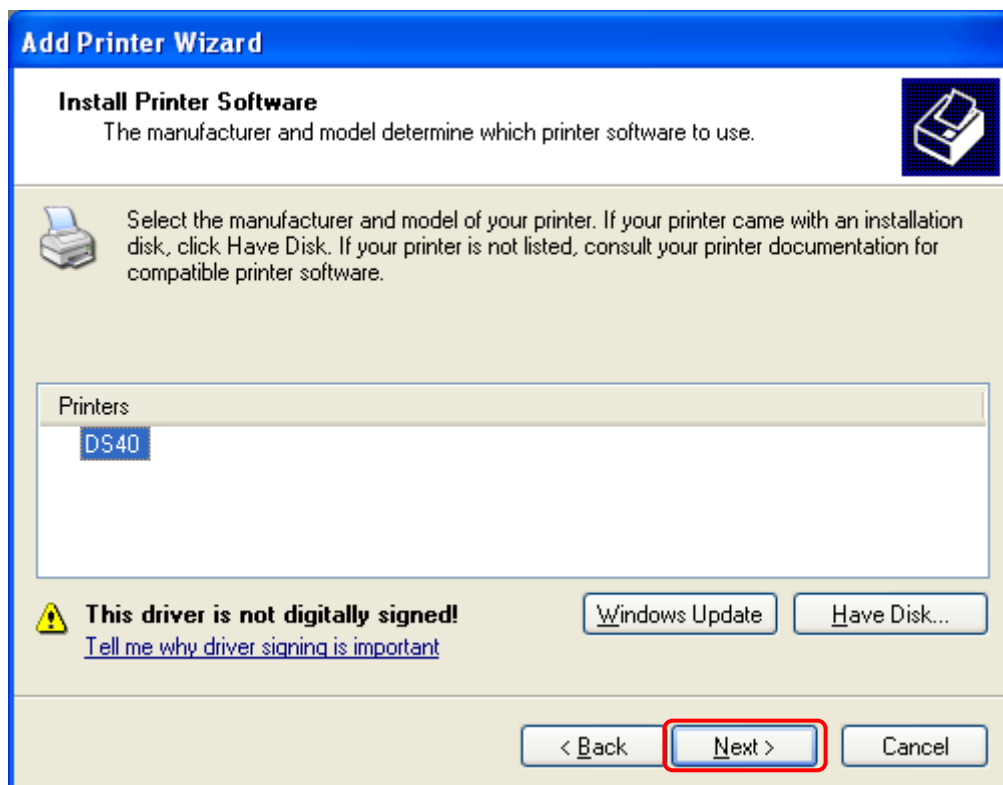 Add Printer Wizard
Install Printer Software
The manufacturer and model determine which printer software to use.
Select the manufacturer and model of your printer. If your printer came with an installation
disk, click Have Disk. If your printer is not listed, consult your printer documentation for
compatible printer software.
Printers
DS40
This driver is not digitally signed!
Tell me why driver signing is important
Windows Update
Have Disk...
< Back
Next >
Cancel